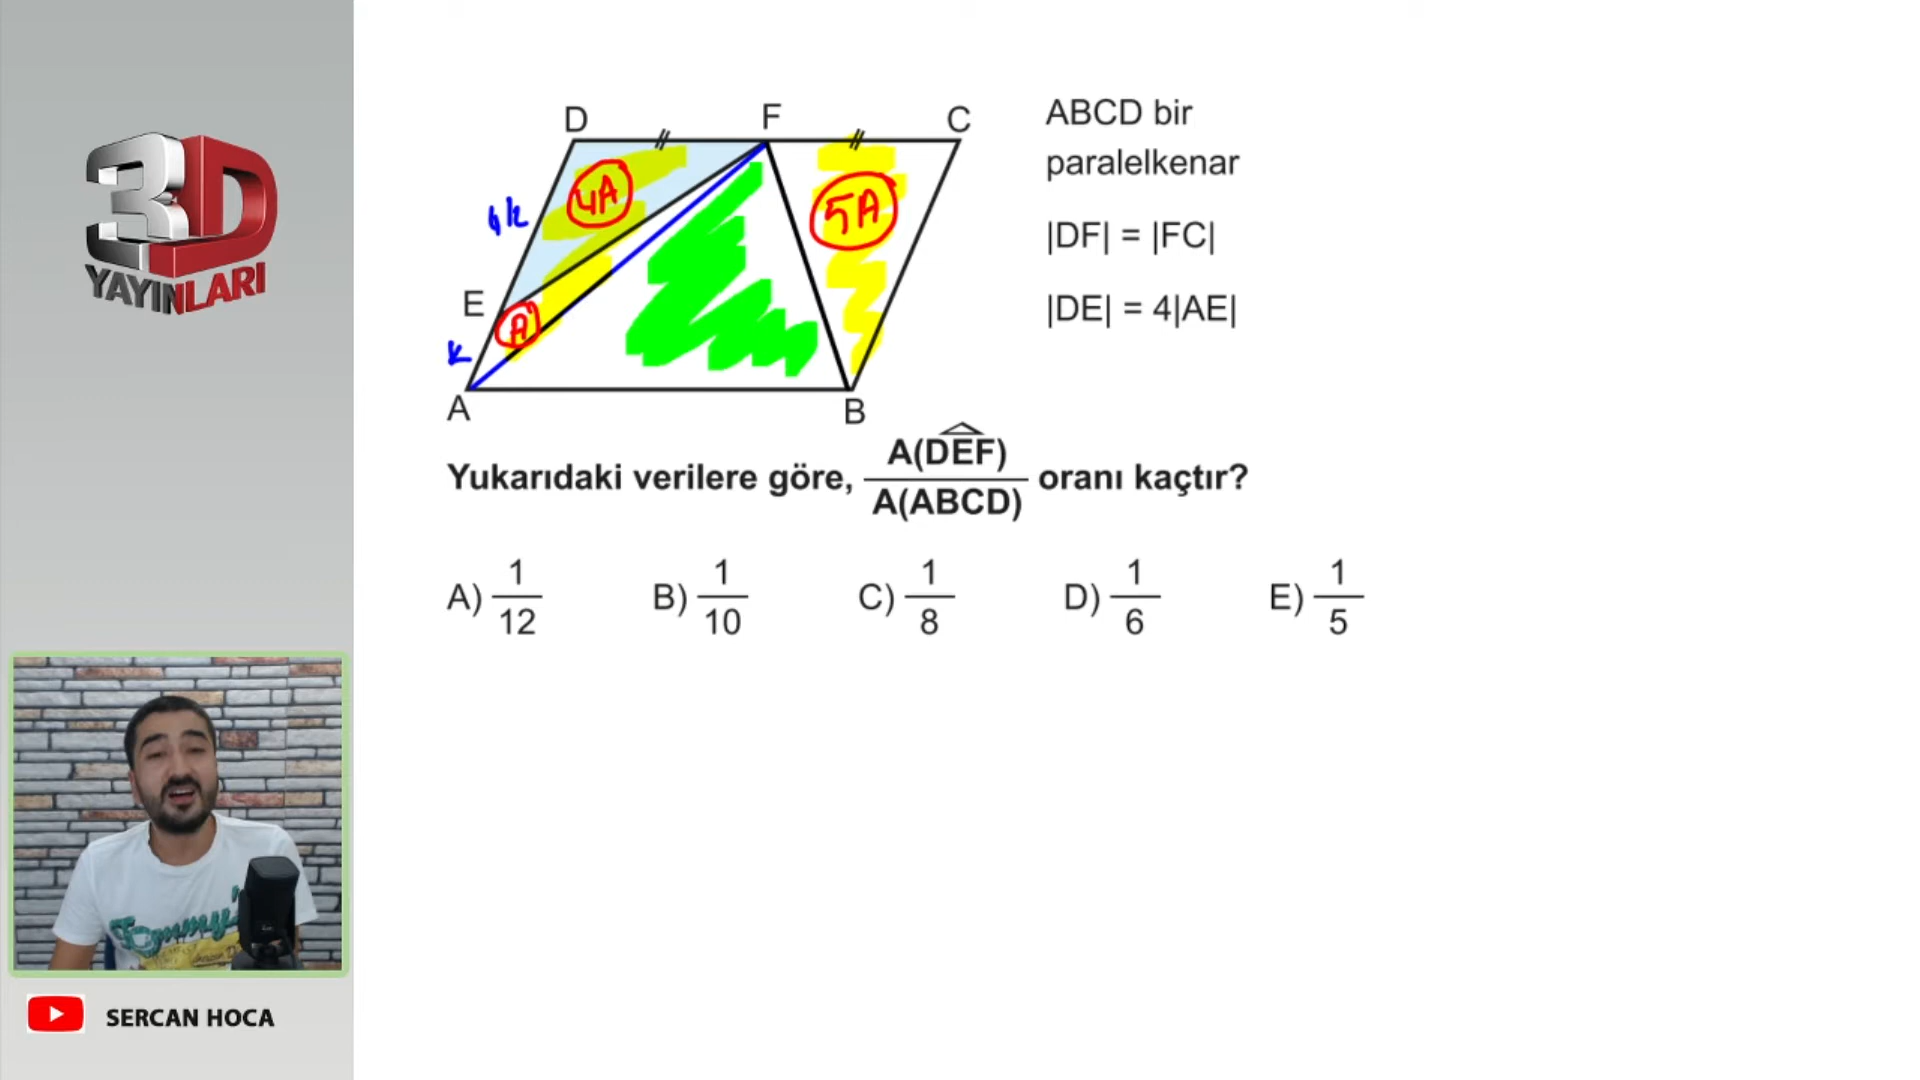 3D
YAYINLARI
D
F
C
ABCD bir
paralelkenar
|DF| = |FC|
|DE| = 4|AE|
4A
5A
4k
E
A
k
A
B
Yukarıdaki verilere göre, A(DEF) / A(ABCD) oranı kaçtır?
A) 1/12 B) 1/10 C) 1/8 D) 1/6 E) 1/5
SERCAN HOCA